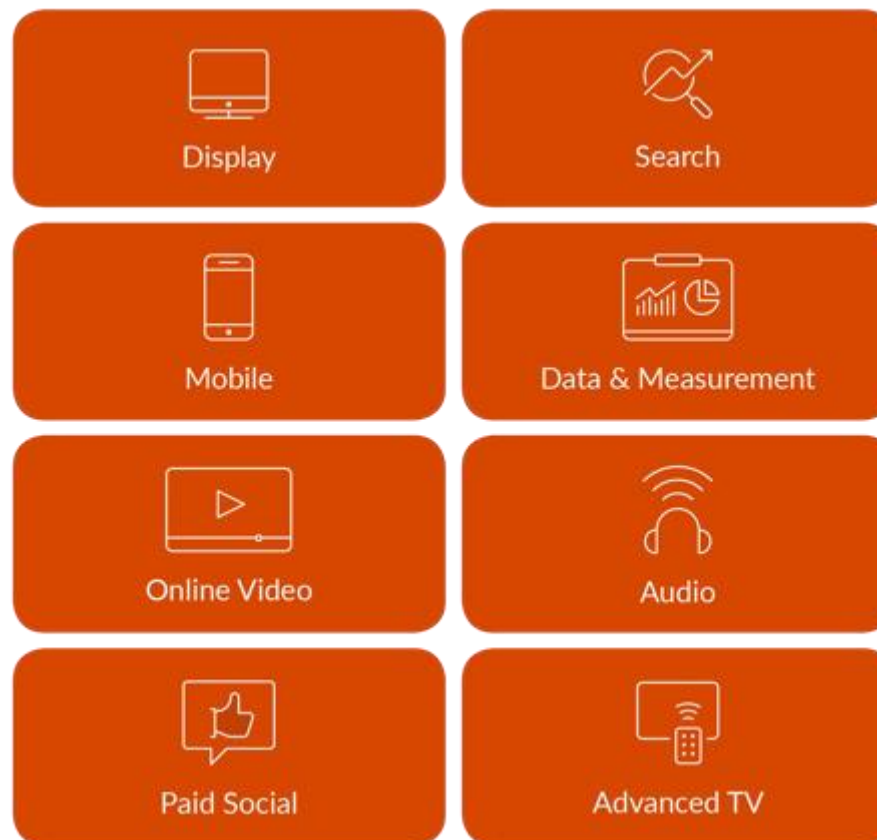 Display
Search
Mobile
Data & Measurement
Online Video
Audio
Paid Social
Advanced TV